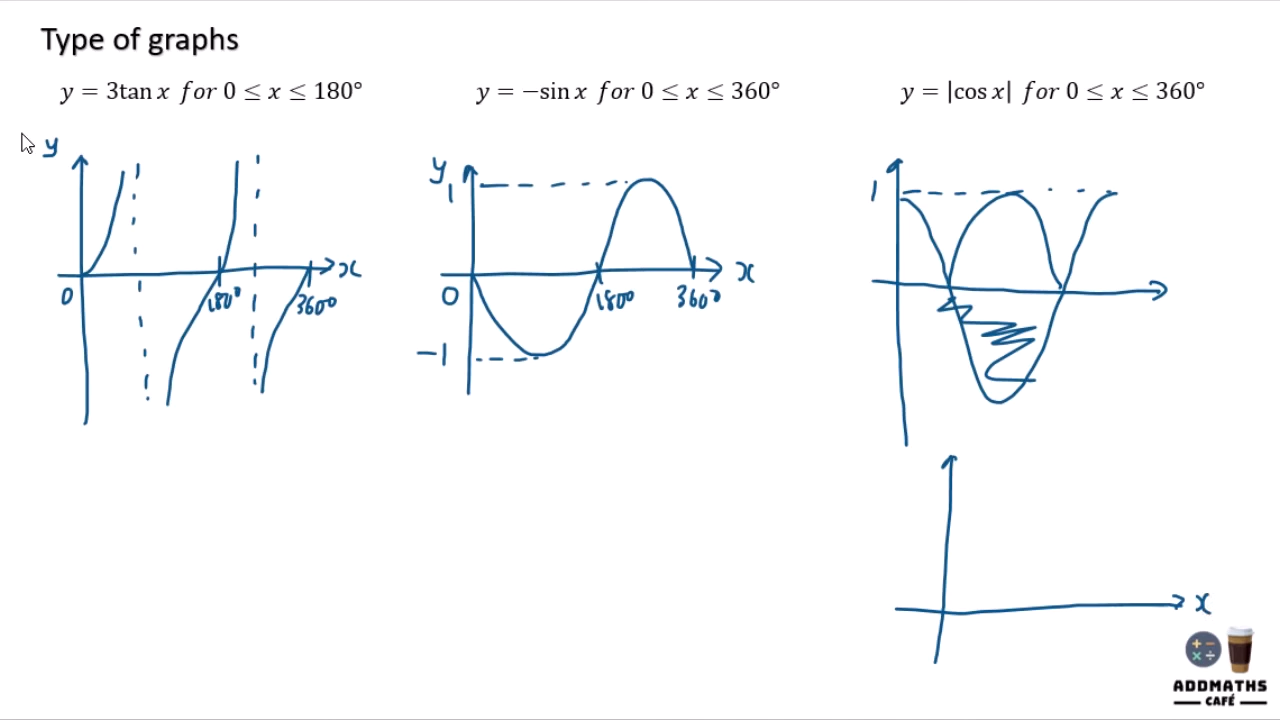 Type of graphs
y = 3tan x for 0 ≤ x ≤ 180°
y = −sin x for 0 ≤ x ≤ 360°
y = |cos x| for 0 ≤ x ≤ 360°
y
x
0
180°
360°
y
1
x
0
180°
360°
−1
1
x
+ −
× ÷
ADDMATHS
CAFÉ